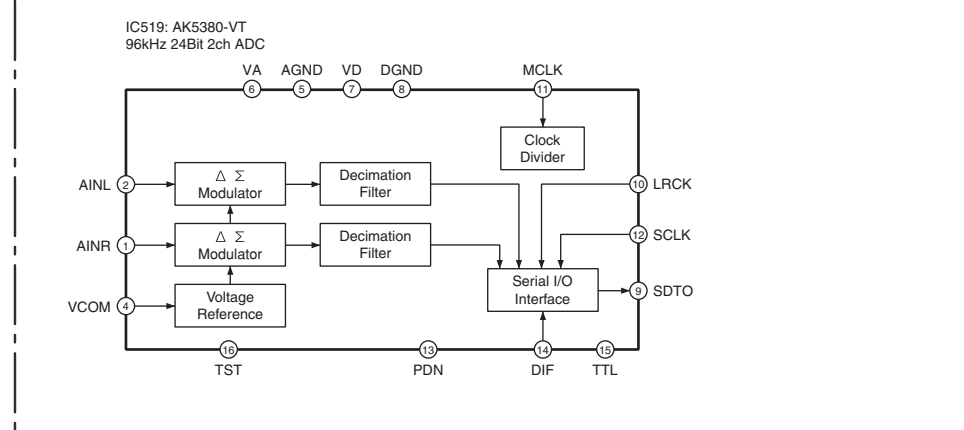 IC519: AK5380-VT
96kHz 24Bit 2ch ADC
VA AGND VD DGND MCLK
6 5 7 8 11
Clock
Divider
AINL 2 Δ Σ
Modulator
Decimation
Filter
10 LRCK
AINR 1 Δ Σ
Modulator
Decimation
Filter
12 SCLK
VCOM 4 Voltage
Reference
Serial I/O
Interface
9 SDTO
16 13 14 15
TST PDN DIF TTL